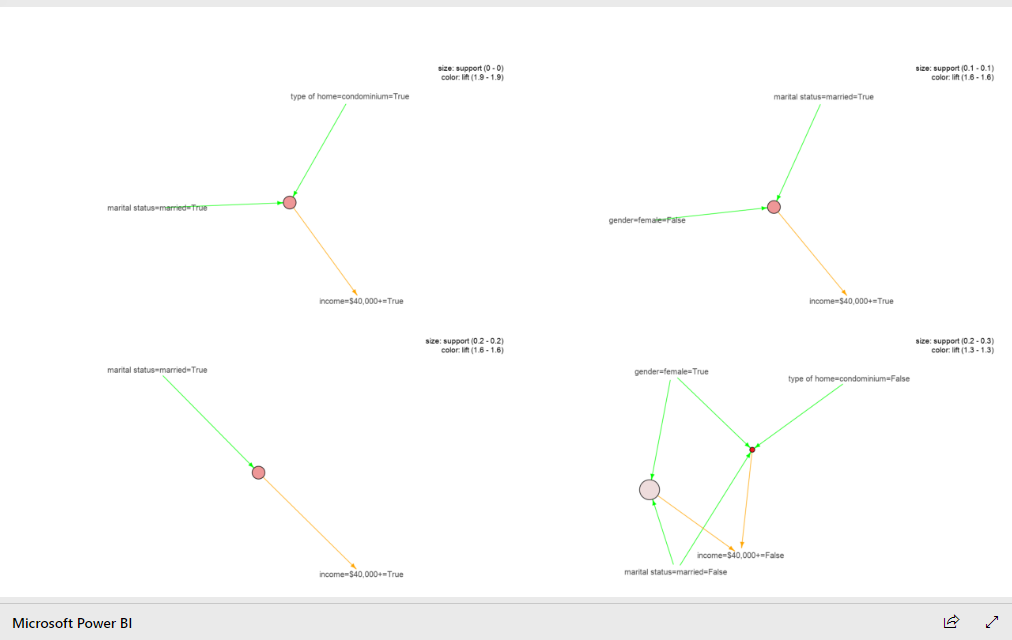 size: support (0 - 0)
color: lift (1.9 - 1.9)
type of home=condominium=True
marital status=married=True
income=$40,000+=True
size: support (0.1 - 0.1)
color: lift (1.6 - 1.6)
marital status=married=True
gender=female=False
income=$40,000+=True
size: support (0.2 - 0.2)
color: lift (1.6 - 1.6)
marital status=married=True
income=$40,000+=True
size: support (0.2 - 0.3)
color: lift (1.3 - 1.3)
gender=female=True
type of home=condominium=False
income=$40,000+=False
marital status=married=False
Microsoft Power BI